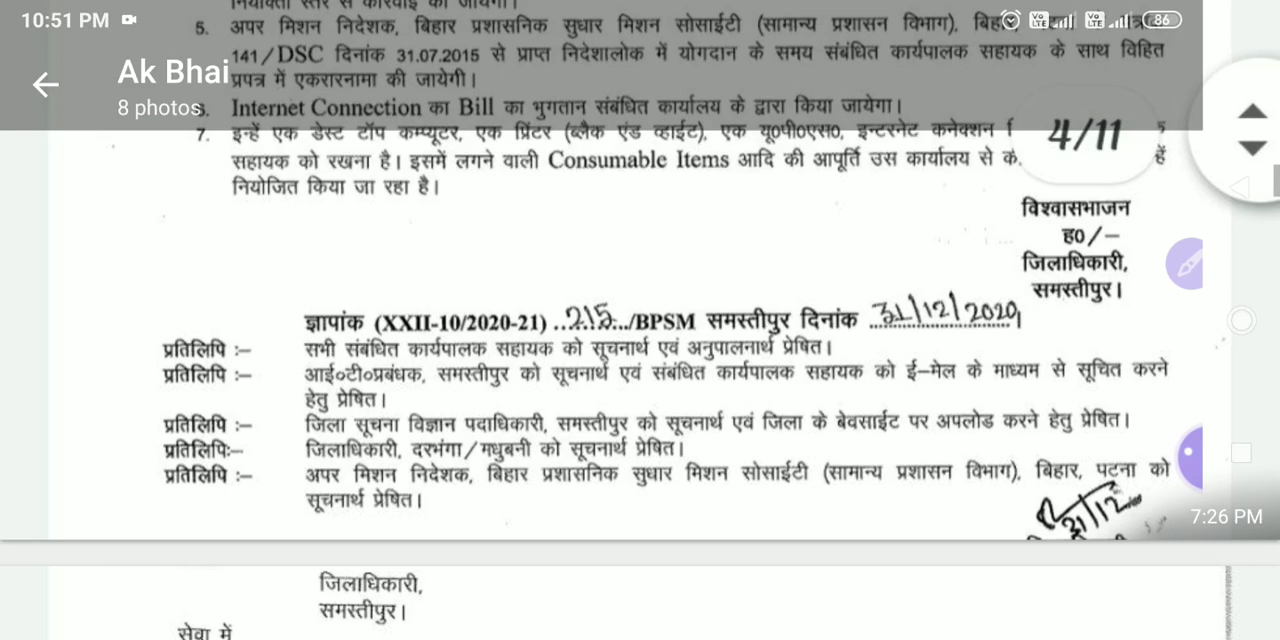 नियोक्ता स्तर से कार्रवाई की जायेगी।
10:51 PM
86
5. अपर मिशन निदेशक, बिहार प्रशासनिक सुधार मिशन सोसाईटी (सामान्य प्रशासन विभाग), बिहार
141/DSC दिनांक 31.07.2015 से प्राप्त निदेशालोक में योगदान के समय संबंधित कार्यपालक सहायक के साथ विहित
Ak Bhai
प्रपत्र में एकरारनामा की जायेगी।
8 photos
Internet Connection का Bill का भुगतान संबंधित कार्यालय के द्वारा किया जायेगा।
7. इन्हें एक डेस्ट टॉप कम्प्यूटर, एक प्रिंटर (ब्लैक एंड व्हाईट), एक यू0पी0एस0, इन्टरनेट कनेक्शन
4/11
सहायक को रखना है। इसमें लगने वाली Consumable Items आदि की आपूर्ति उस कार्यालय से हें
नियोजित किया जा रहा है।
विश्वासभाजन
ह0/–
जिलाधिकारी,
समस्तीपुर।
ज्ञापांक (XXII-10/2020-21) ..215.../BPSM समस्तीपुर दिनांक 31/12/2020
प्रतिलिपि :– सभी संबंधित कार्यपालक सहायक को सूचनार्थ एवं अनुपालनार्थ प्रेषित।
प्रतिलिपि :– आई०टी०प्रबंधक, समस्तीपुर को सूचनार्थ एवं संबंधित कार्यपालक सहायक को ई–मेल के माध्यम से सूचित करने
हेतु प्रेषित।
प्रतिलिपि :– जिला सूचना विज्ञान पदाधिकारी, समस्तीपुर को सूचनार्थ एवं जिला के बेवसाईट पर अपलोड करने हेतु प्रेषित।
प्रतिलिपिः– जिलाधिकारी, दरभंगा/मधुबनी को सूचनार्थ प्रेषित।
प्रतिलिपि :– अपर मिशन निदेशक, बिहार प्रशासनिक सुधार मिशन सोसाईटी (सामान्य प्रशासन विभाग), बिहार, पटना को
सूचनार्थ प्रेषित।
31/12
7:26 PM
जिलाधिकारी,
समस्तीपुर।
सेवा में